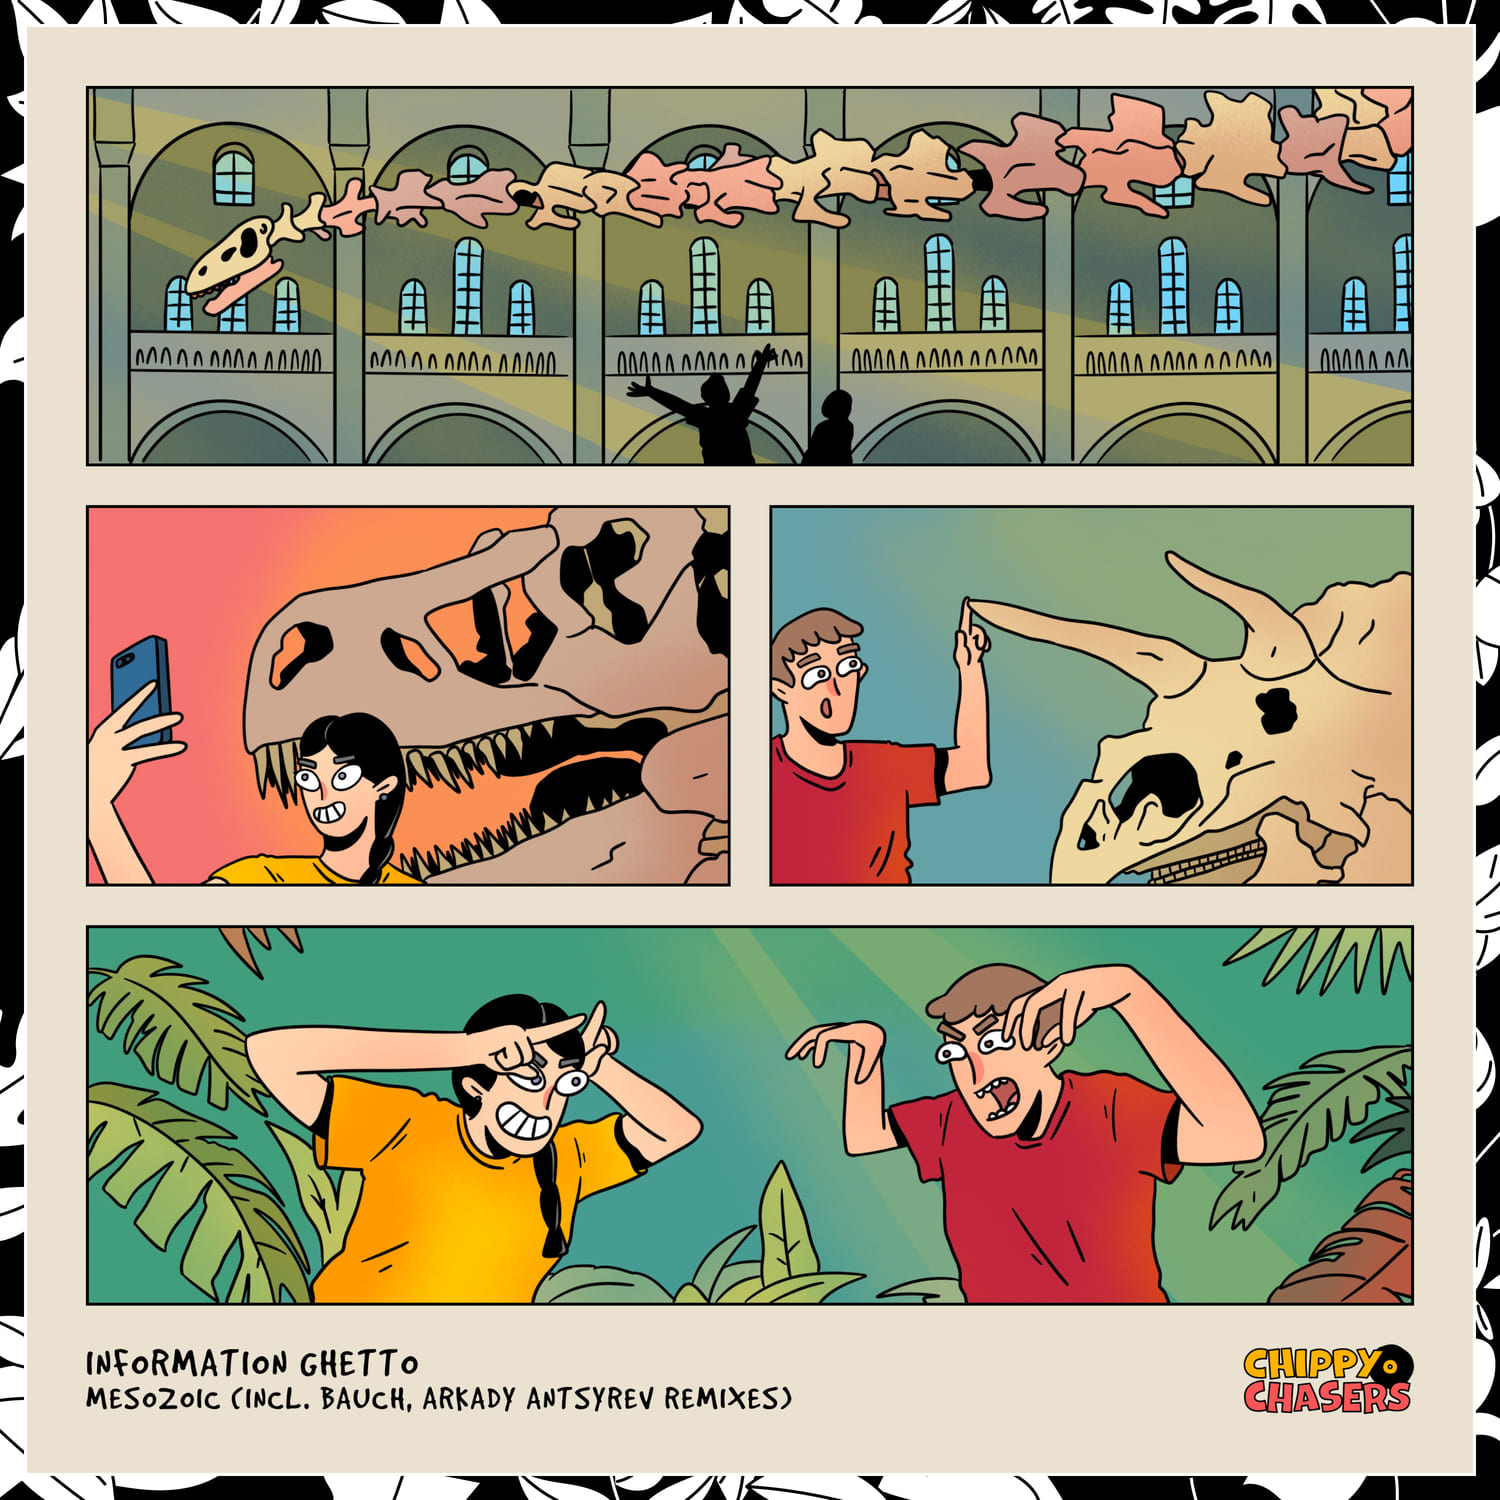 INFORMATION GHETTO
MESOZOIC (INCL. BAUCH, ARKADY ANTSYREV REMIXES)
CHIPPY
CHASERS